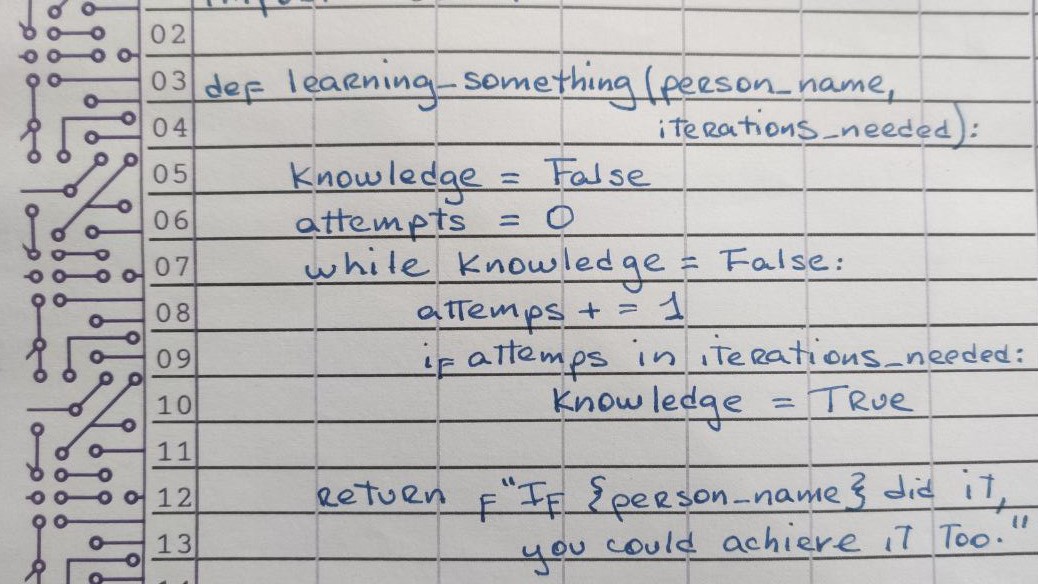 02
03 def learning_something(person_name,
04 iterations_needed):
05 knowledge = False
06 attempts = 0
07 while knowledge = False:
08 attemps + = 1
09 if attemps in iterations_needed:
10 knowledge = True
11
12 return f"If {person_name} did it,
13 you could achieve it too."